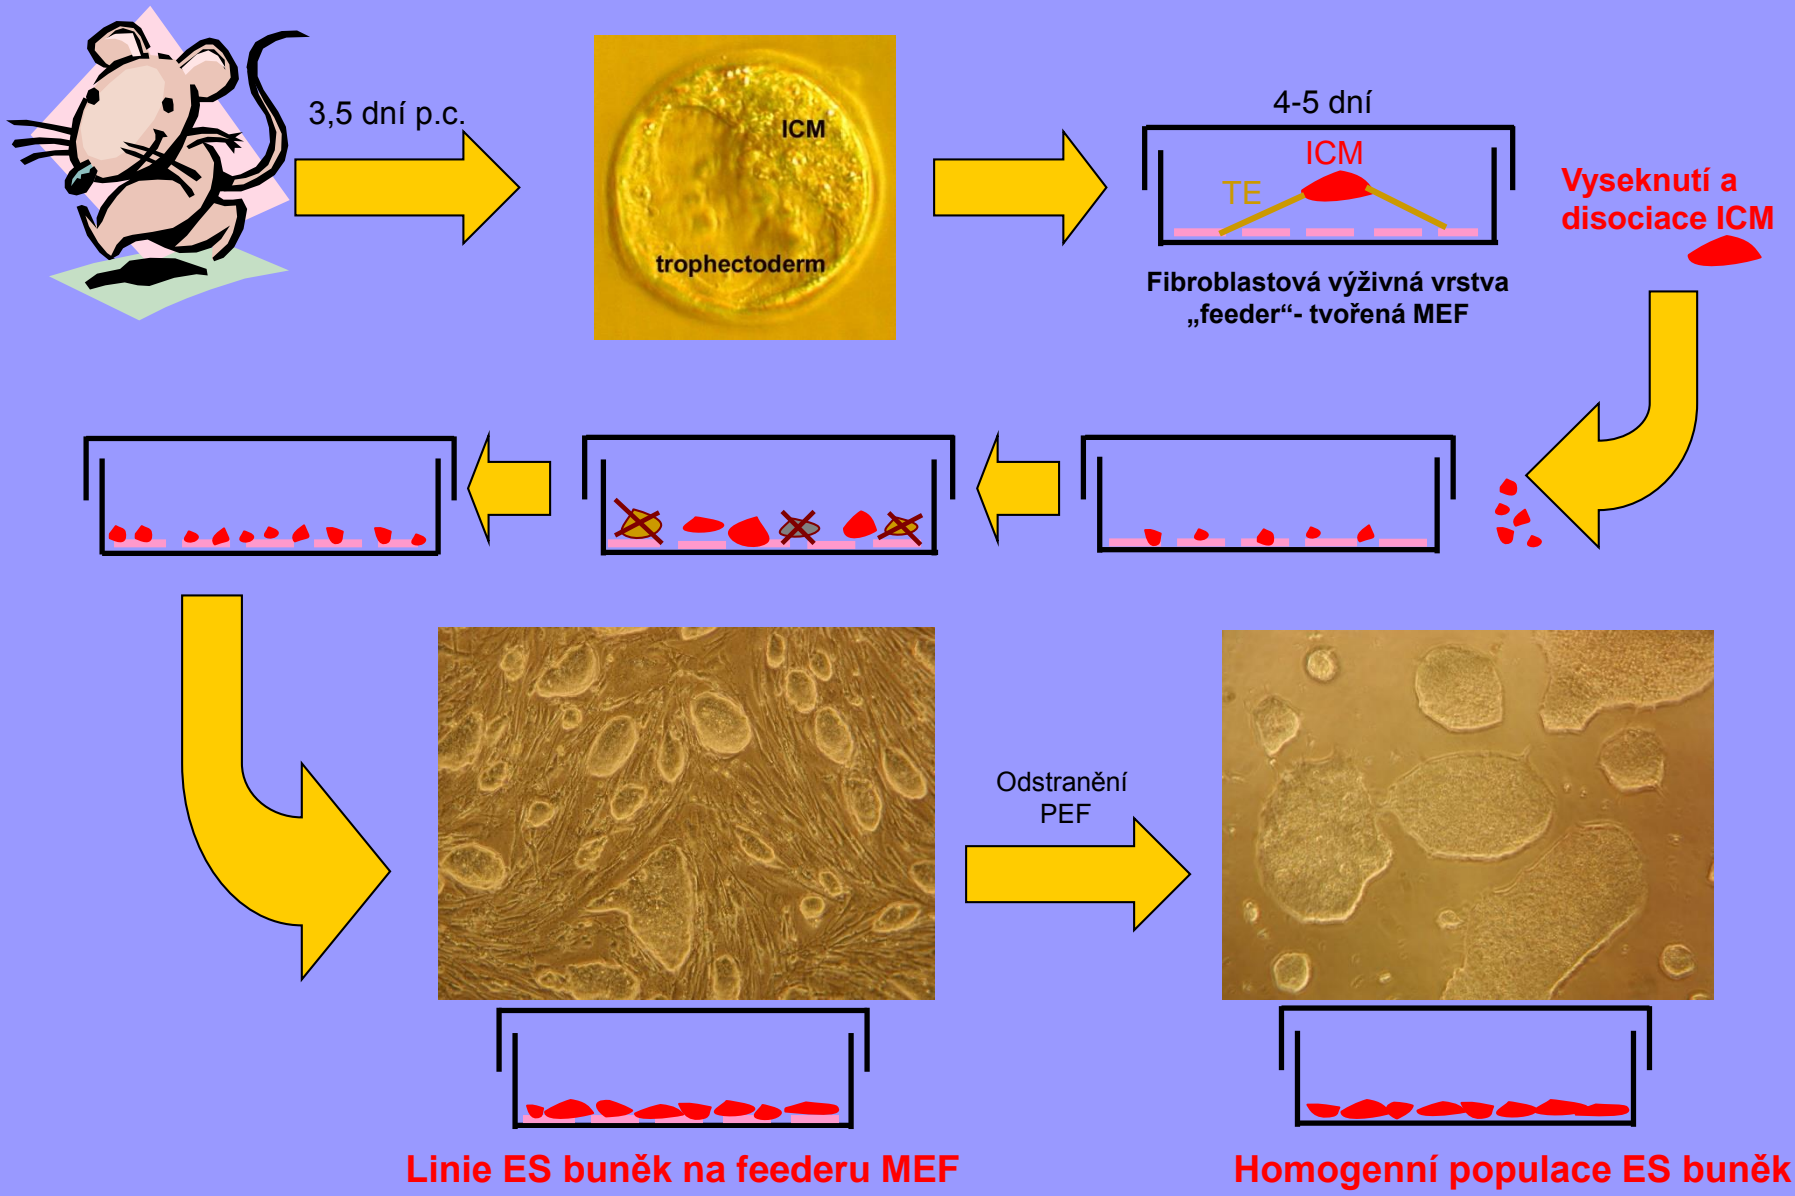 3,5 dní p.c.
ICM
trophectoderm
4-5 dní
ICM
TE
Fibroblastová výživná vrstva
„feeder“- tvořená MEF
Vyseknutí a
disociace ICM
Odstranění
PEF
Linie ES buněk na feederu MEF
Homogenní populace ES buněk